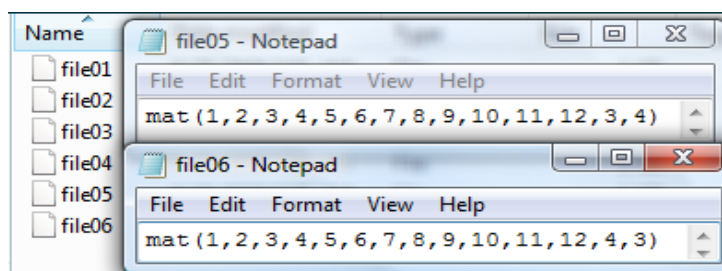 Name
file01
file02
file03
file04
file05
file06
file05 - Notepad
File Edit Format View Help
mat(1,2,3,4,5,6,7,8,9,10,11,12,3,4)
file06 - Notepad
File Edit Format View Help
mat(1,2,3,4,5,6,7,8,9,10,11,12,4,3)